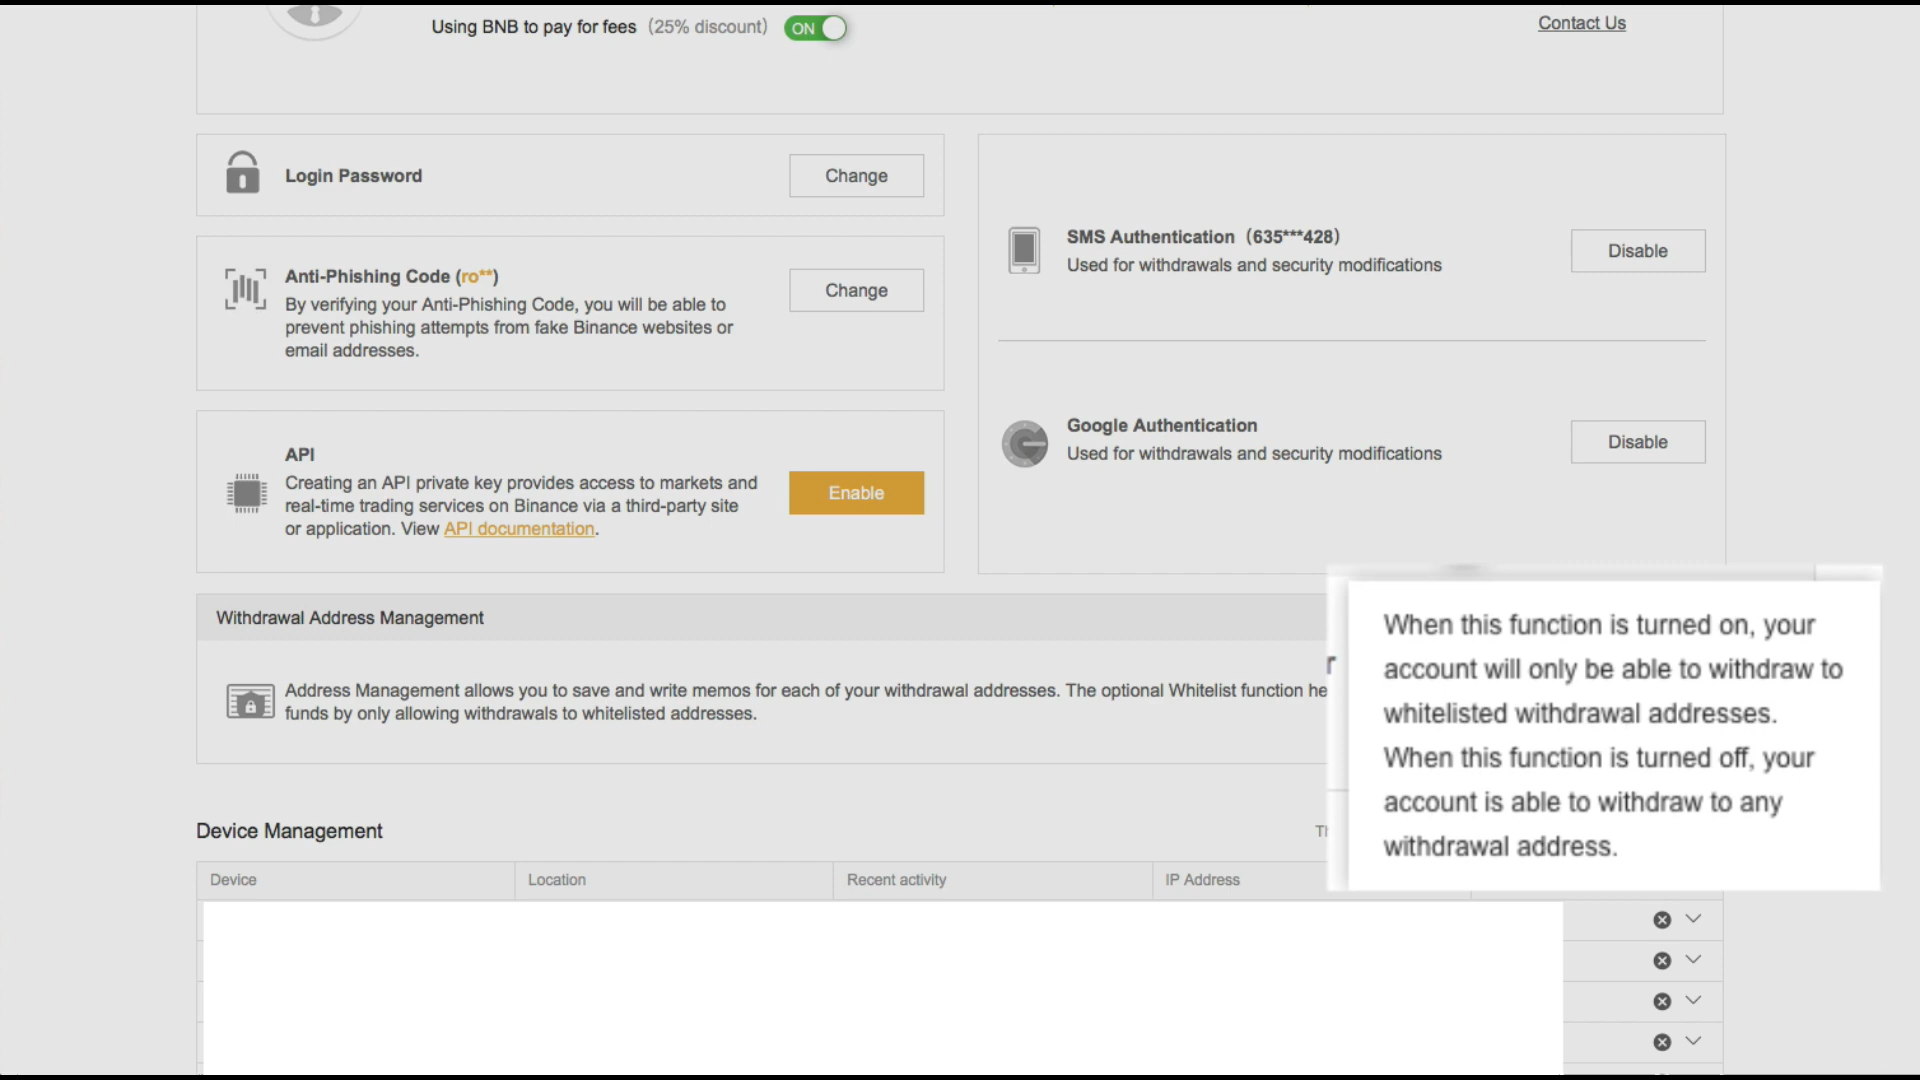 Using BNB to pay for fees (25% discount) ON
Contact Us
Login Password
Change
Anti-Phishing Code (ro**)
By verifying your Anti-Phishing Code, you will be able to
prevent phishing attempts from fake Binance websites or
email addresses.
Change
API
Creating an API private key provides access to markets and
real-time trading services on Binance via a third-party site
or application. View API documentation.
Enable
SMS Authentication (635***428)
Used for withdrawals and security modifications
Disable
Google Authentication
Used for withdrawals and security modifications
Disable
Withdrawal Address Management
Address Management allows you to save and write memos for each of your withdrawal addresses. The optional Whitelist function he
funds by only allowing withdrawals to whitelisted addresses.
r
When this function is turned on, your
account will only be able to withdraw to
whitelisted withdrawal addresses.
When this function is turned off, your
account is able to withdraw to any
withdrawal address.
Device Management
Device Location Recent activity IP Address